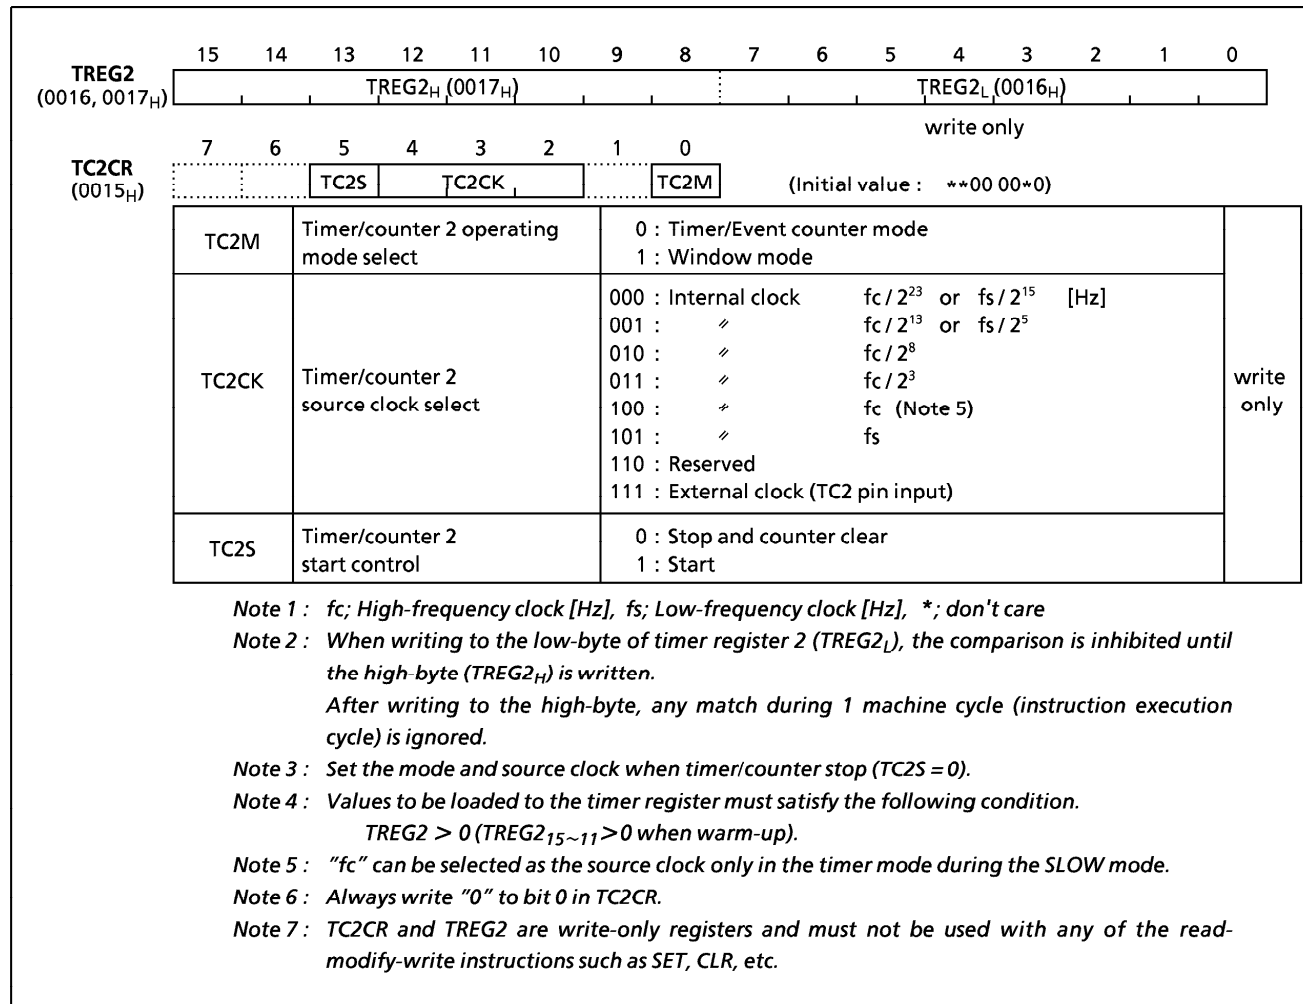 15 14 13 12 11 10 9 8 7 6 5 4 3 2 1 0
TREG2
(0016, 0017H)
TREG2H (0017H) TREG2L (0016H)
write only
7 6 5 4 3 2 1 0
TC2CR
(0015H)
TC2S TC2CK TC2M (Initial value : **00 00*0)
TC2M
Timer/counter 2 operating
mode select
0 : Timer/Event counter mode
1 : Window mode
TC2CK
Timer/counter 2
source clock select
000 : Internal clock fc / 2²³ or fs / 2¹⁵ [Hz]
001 : 〃 fc / 2¹³ or fs / 2⁵
010 : 〃 fc / 2⁸
011 : 〃 fc / 2³
100 : 〃 fc (Note 5)
101 : 〃 fs
110 : Reserved
111 : External clock (TC2 pin input)
TC2S
Timer/counter 2
start control
0 : Stop and counter clear
1 : Start
write
only
Note 1 : fc; High-frequency clock [Hz], fs; Low-frequency clock [Hz], *; don't care
Note 2 : When writing to the low-byte of timer register 2 (TREG2L), the comparison is inhibited until
the high-byte (TREG2H) is written.
After writing to the high-byte, any match during 1 machine cycle (instruction execution
cycle) is ignored.
Note 3 : Set the mode and source clock when timer/counter stop (TC2S = 0).
Note 4 : Values to be loaded to the timer register must satisfy the following condition.
TREG2 > 0 (TREG215~11>0 when warm-up).
Note 5 : "fc" can be selected as the source clock only in the timer mode during the SLOW mode.
Note 6 : Always write "0" to bit 0 in TC2CR.
Note 7 : TC2CR and TREG2 are write-only registers and must not be used with any of the read-
modify-write instructions such as SET, CLR, etc.